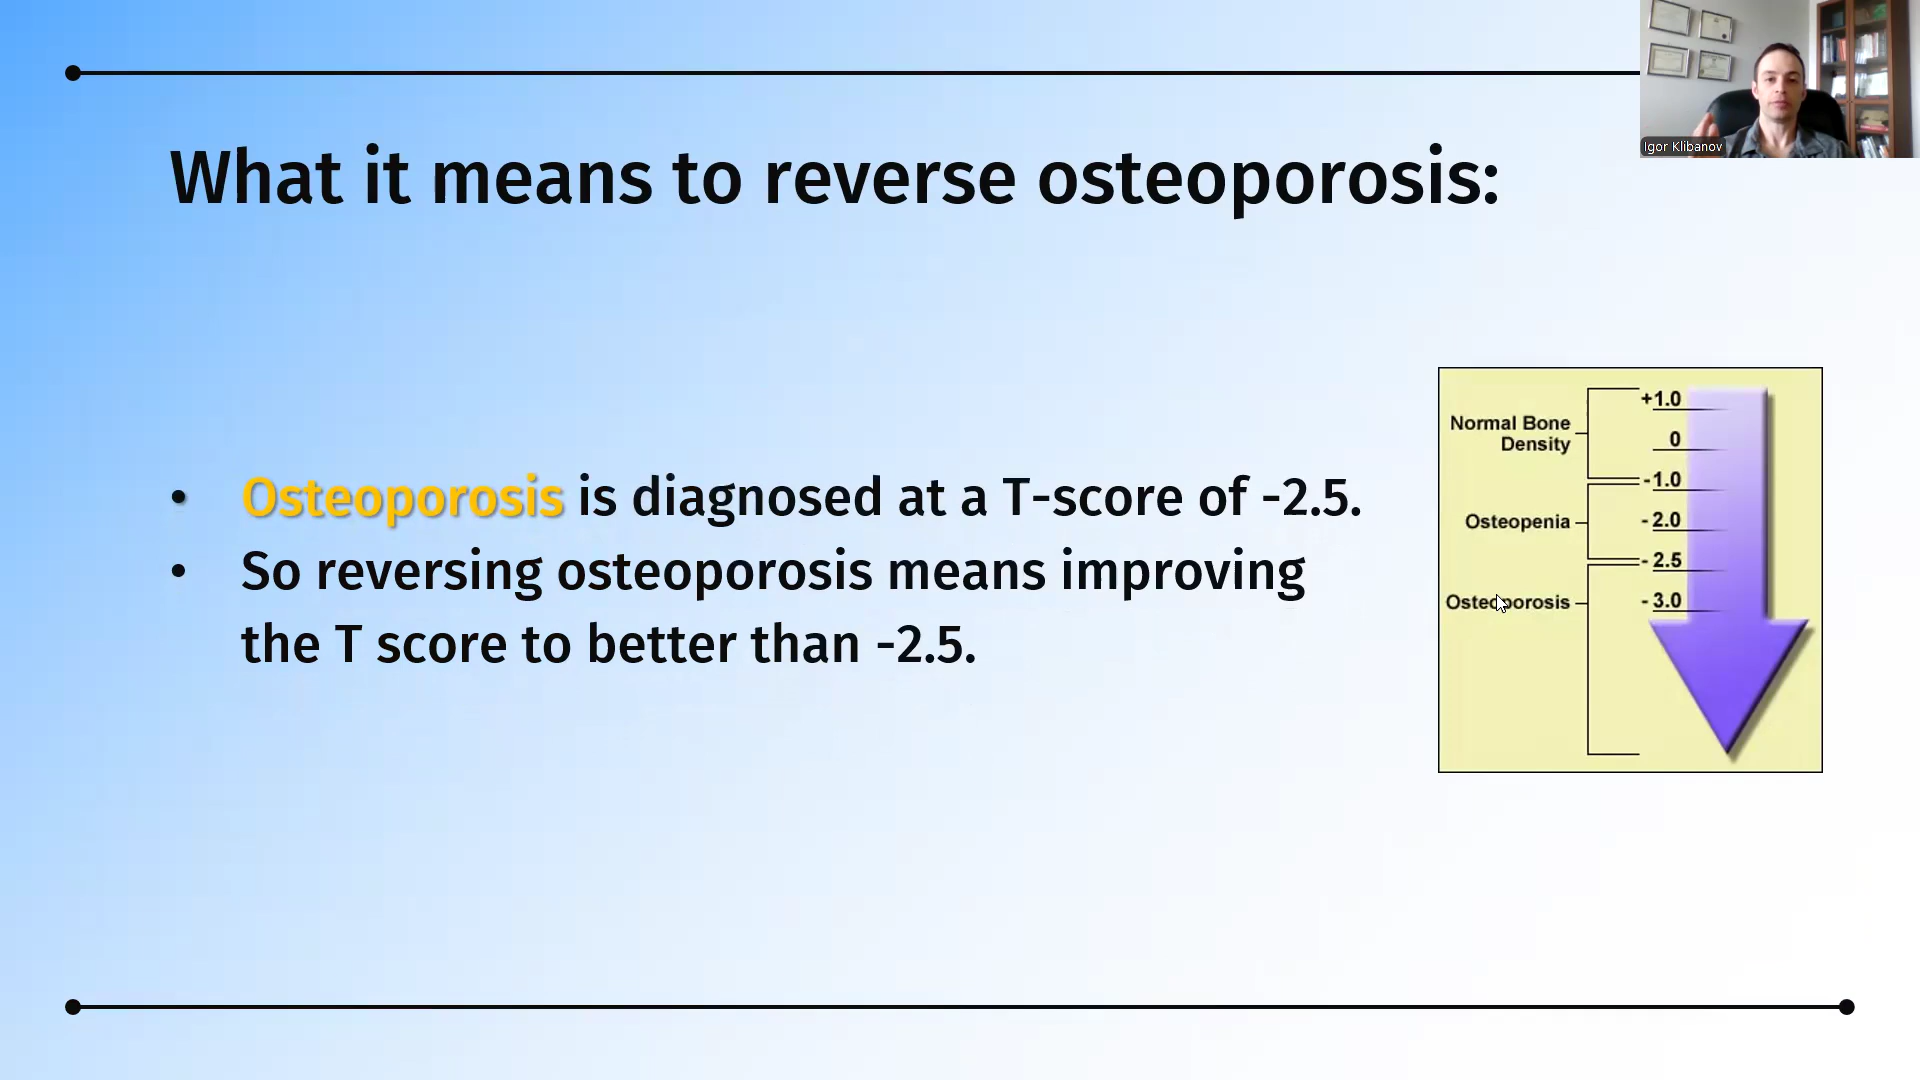 Igor Klibanov
What it means to reverse osteoporosis:
• Osteoporosis is diagnosed at a T-score of -2.5.
• So reversing osteoporosis means improving
the T score to better than -2.5.
+1.0
Normal Bone
Density
0
-1.0
Osteopenia
-2.0
-2.5
Osteoporosis
-3.0